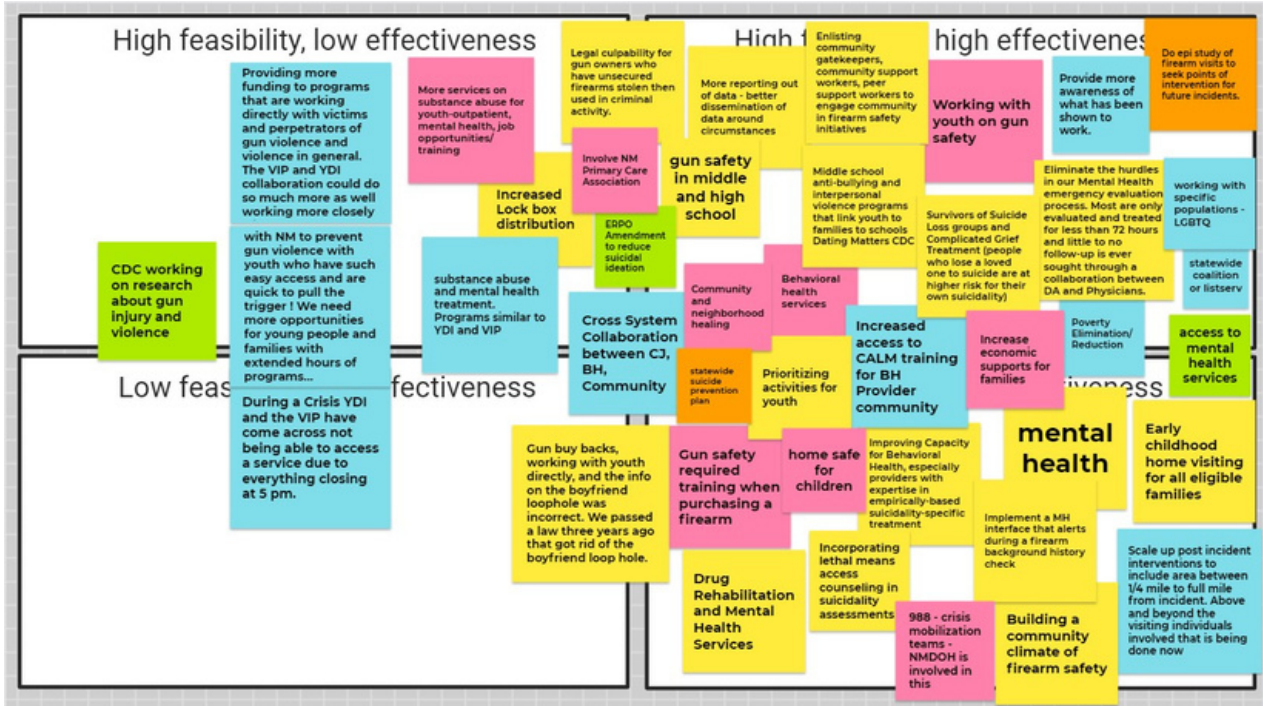 High feasibility, low effectiveness
Providing more
funding to programs
that are working
directly with victims
and perpetrators of
gun violence and
violence in general.
The VIP and YDI
collaboration could do
so much more as well
working more closely
with NM to prevent
gun violence with
youth who have such
easy access and are
quick to pull the
trigger ! We need
more opportunities
for young people and
families with
extended hours of
programs...
During a Crisis YDI
and the VIP have
come across not
being able to access
a service due to
everything closing
at 5 pm.
CDC working
on research
about gun
injury and
violence
More services on
substance abuse for
youth-outpatient,
mental health, job
opportunities/
training
Increased
Lock box
distribution
substance abuse
and mental health
treatment.
Programs similar to
YDI and VIP
Legal culpability for
gun owners who
have unsecured
firearms stolen then
used in criminal
activity.
Involve NM
Primary Care
Association
ERPO
Amendment
to reduce
suicidal
ideation
Cross System
Collaboration
between CJ,
BH,
Community
High f
high effectivene
More reporting out
of data - better
dissemination of
data around
circumstances
gun safety
in middle
and high
school
Enlisting
community
gatekeepers,
community support
workers, peer
support workers to
engage community
in firearm safety
initiatives
Working with
youth on gun
safety
Provide more
awareness of
what has been
shown to
work.
Do epi study of
firearm visits to
seek points of
intervention for
future incidents.
Middle school
anti-bullying and
interpersonal
violence programs
that link youth to
families to schools
Dating Matters CDC
Survivors of Suicide
Loss groups and
Complicated Grief
Treatment (people
who lose a loved
one to suicide are at
higher risk for their
own suicidality)
Eliminate the hurdles
in our Mental Health
emergency evaluation
process. Most are only
evaluated and treated
for less than 72 hours
and little to no
follow-up is ever
sought through a
collaboration between
DA and Physicians.
working with
specific
populations -
LGBTQ
statewide
coalition
or listserv
Community
and
neighborhood
healing
Behavioral
health
services
Increased
access to
CALM training
for BH
Provider
community
Increase
economic
supports for
families
Poverty
Elimination/
Reduction
access to
mental
health
services
statewide
suicide
prevention
plan
Prioritizing
activities for
youth
Low feas
ffectiveness
tiveness
Gun buy backs,
working with youth
directly, and the info
on the boyfriend
loophole was
incorrect. We passed
a law three years ago
that got rid of the
boyfriend loop hole.
Gun safety
required
training when
purchasing a
firearm
home safe
for
children
Improving Capacity
for Behavioral
Health, especially
providers with
expertise in
empirically-based
suicidality-specific
treatment
mental
health
Early
childhood
home visiting
for all eligible
families
Implement a MH
interface that alerts
during a firearm
background history
check
Drug
Rehabilitation
and Mental
Health
Services
Incorporating
lethal means
access
counseling in
suicidality
assessments
988 - crisis
mobilization
teams -
NMDOH is
involved in
this
Building a
community
climate of
firearm safety
Scale up post incident
interventions to
include area between
1/4 mile to full mile
from incident. Above
and beyond the
visiting individuals
involved that is being
done now